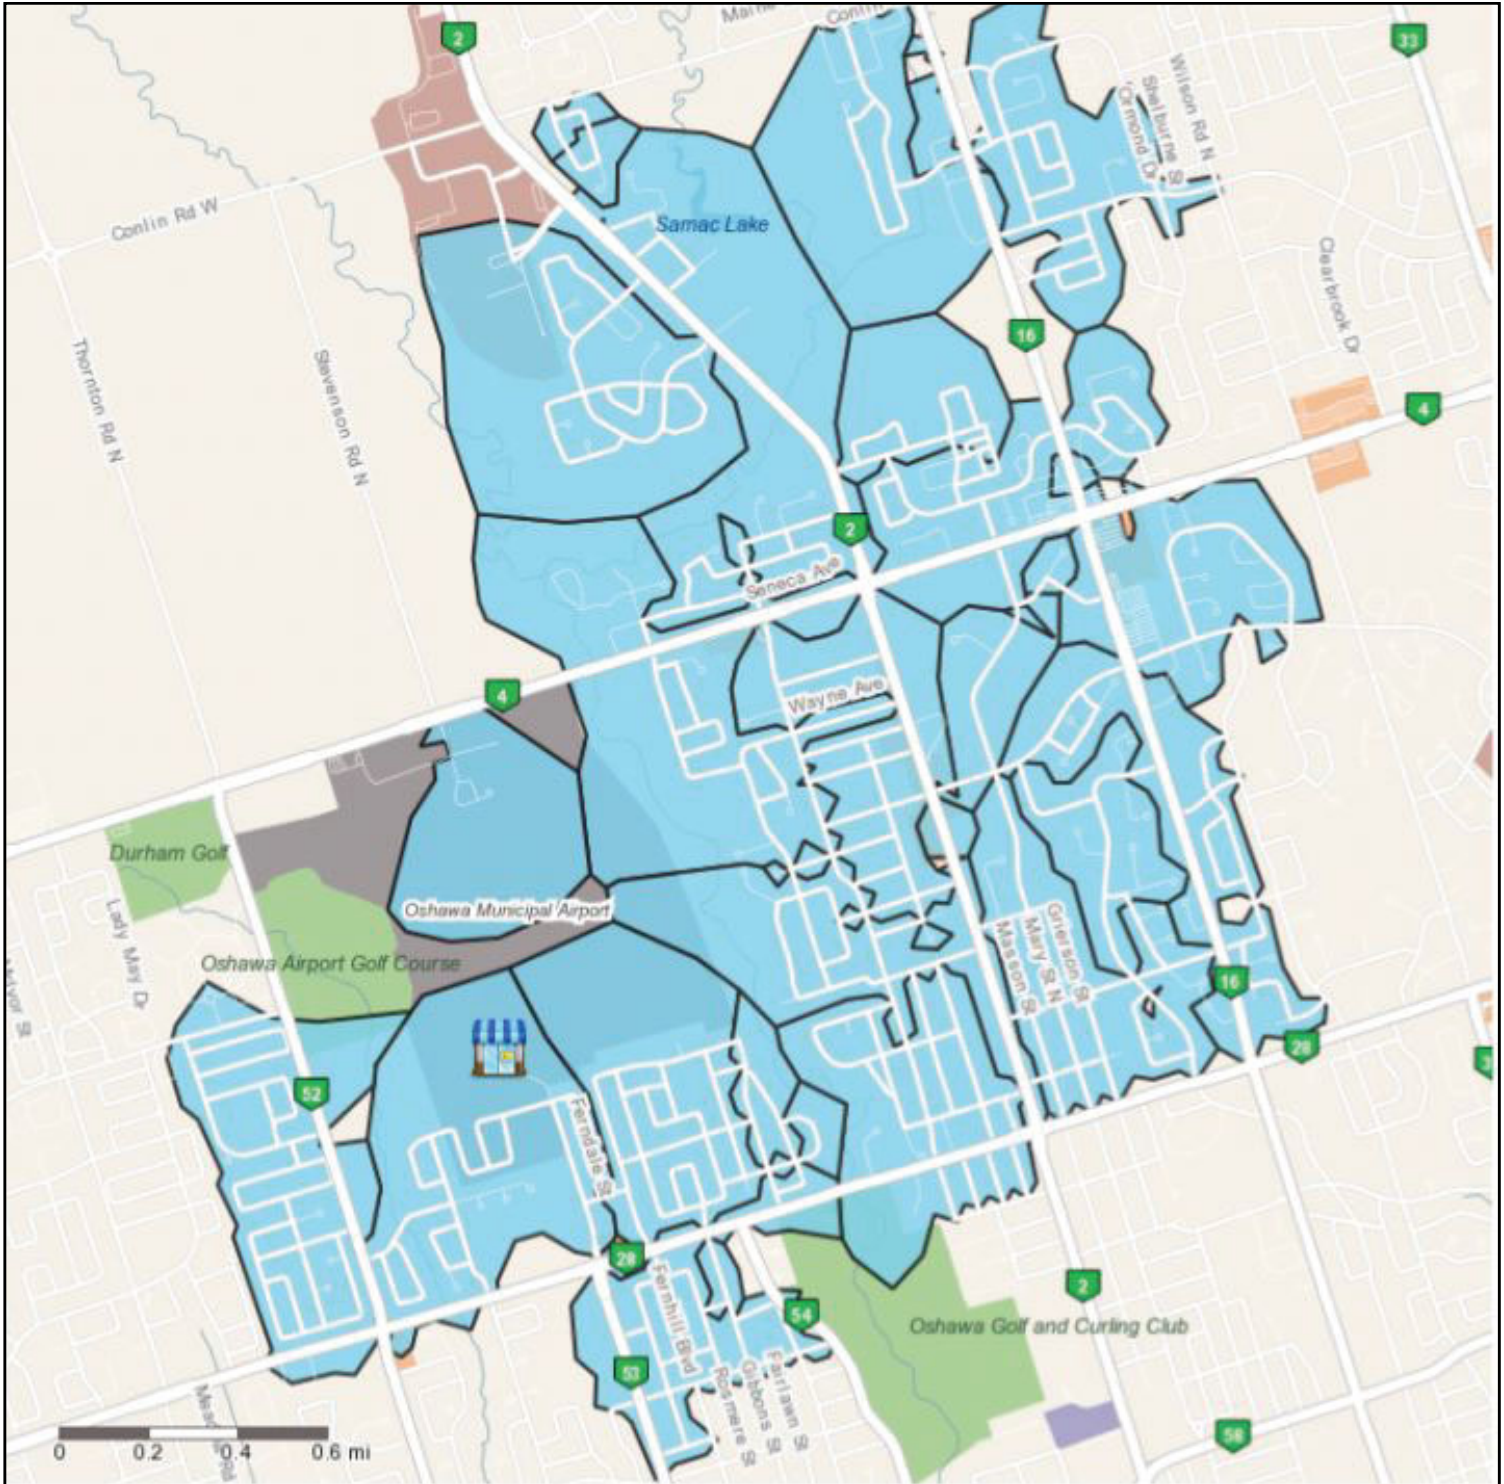 2
33
Conlin
Wilson Rd N
Shelburne St
Ormond Dr
Conlin Rd W
Samac Lake
Clearbrook Dr
Thornton Rd N
Stevenson Rd N
16
4
2
Seneca Ave
4
Wayne Ave
Durham Golf
Oshawa Municipal Airport
Lady May Dr
Oshawa Airport Golf Course
Grierson St
Mary St N
Masson St
16
28
52
Ferndale St
28
Fernhill Blvd
54
2
Oshawa Golf and Curling Club
53
Fairlawn St
Gibbons St
Rosmere St
58
0 0.2 0.4 0.6 mi